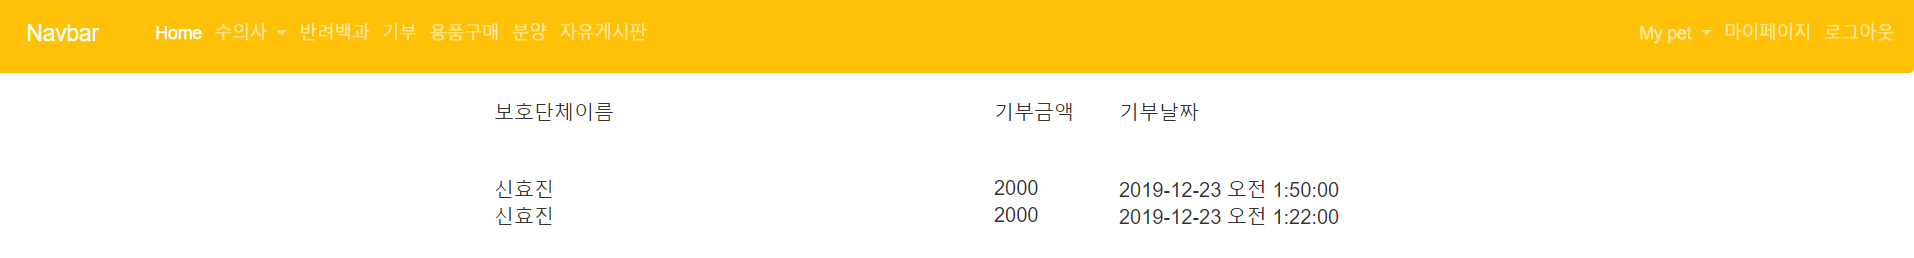 Navbar Home 수의사 반려백과 기부 용품구매 분양 자유게시판 My pet 마이페이지 로그아웃
보호단체이름 기부금액 기부날짜
신효진 2000 2019-12-23 오전 1:50:00
신효진 2000 2019-12-23 오전 1:22:00